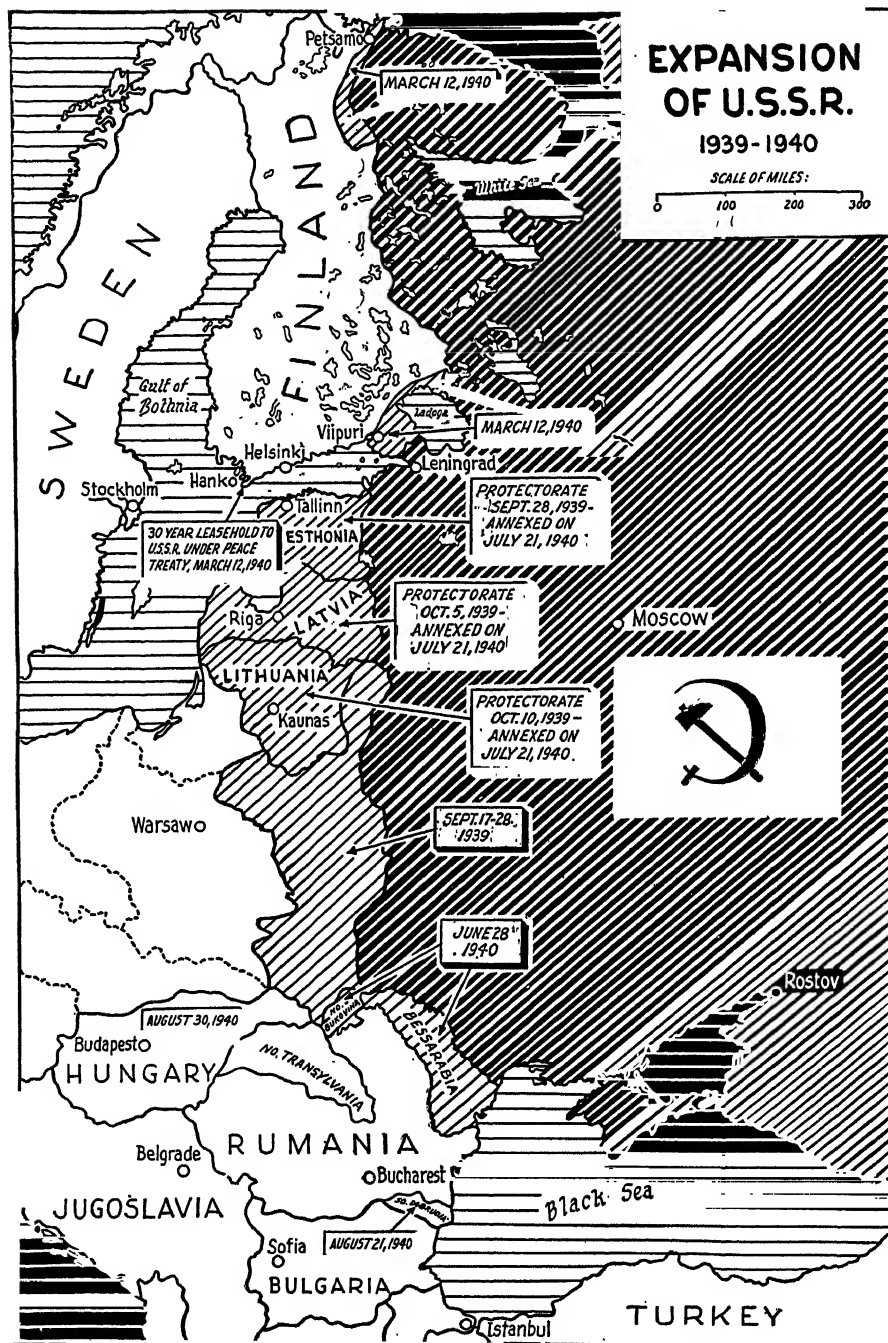 EXPANSION
OF U.S.S.R.
1939-1940
SCALE OF MILES:
0 100 200 300
Petsamo
MARCH 12, 1940
White Sea
SWEDEN
FINLAND
Gulf of
Bothnia
Ladoga
Viipuri
MARCH 12, 1940
Helsinki
Leningrad
Hanko
Stockholm
Tallinn
PROTECTORATE
SEPT. 28, 1939-
ANNEXED ON
JULY 21, 1940
30 YEAR LEASEHOLD TO
U.S.S.R. UNDER PEACE
TREATY, MARCH 12, 1940
ESTHONIA
Riga
LATVIA
PROTECTORATE
OCT. 5, 1939-
ANNEXED ON
JULY 21, 1940
Moscow
LITHUANIA
Kaunas
PROTECTORATE
OCT. 10, 1939-
ANNEXED ON
JULY 21, 1940.
Warsaw
SEPT. 17-28.
1939
JUNE 28
1940
Rostov
NO.
BUKOVINA
BESSARABIA
AUGUST 30, 1940
Budapest
HUNGARY
NO. TRANSYLVANIA
RUMANIA
Belgrade
Bucharest
JUGOSLAVIA
Black Sea
SO. DOBRUDJA
Sofia
AUGUST 21, 1940
BULGARIA
Istanbul
TURKEY